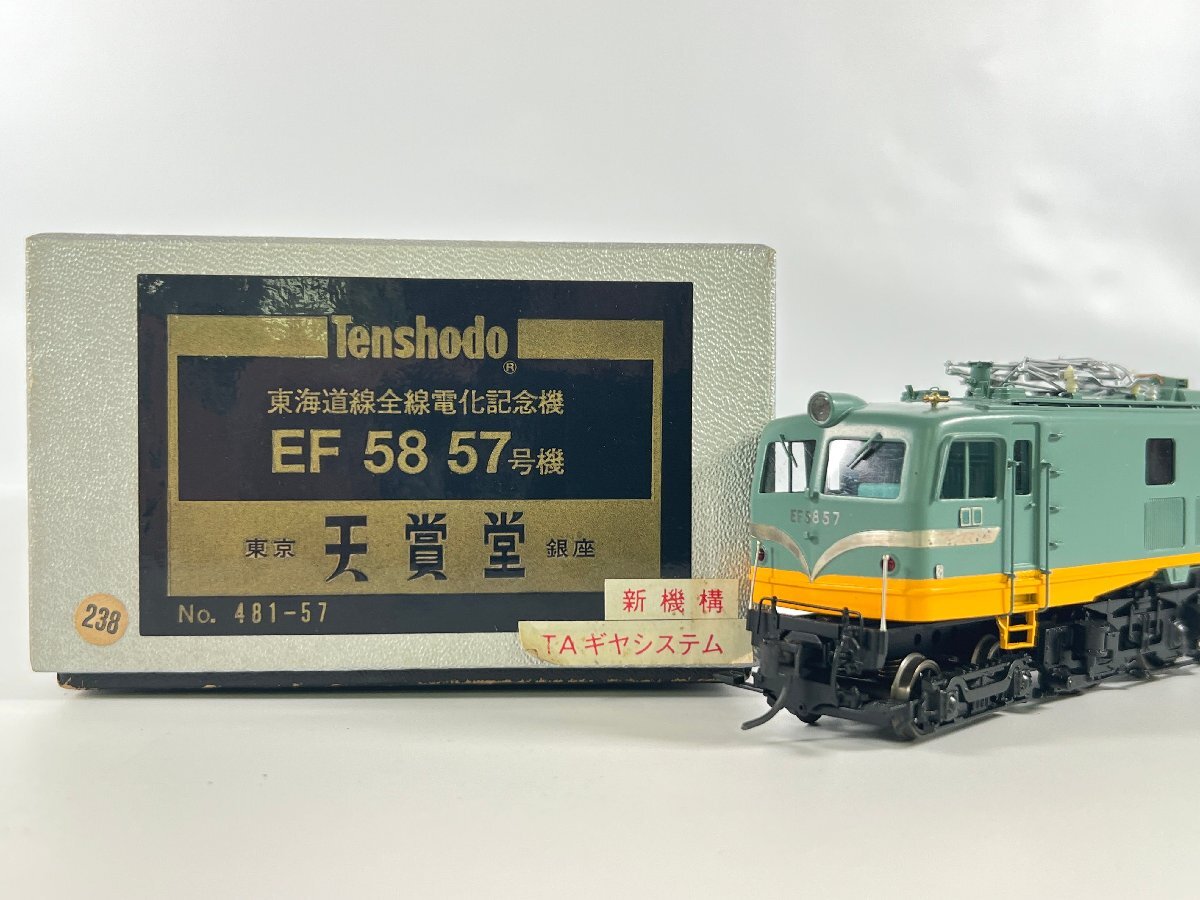 Tenshodo®
東海道線全線電化記念機
EF 58 57号機
東京 天賞堂 銀座
No. 481-57
238
新機構
TAギヤシステム
EF5857